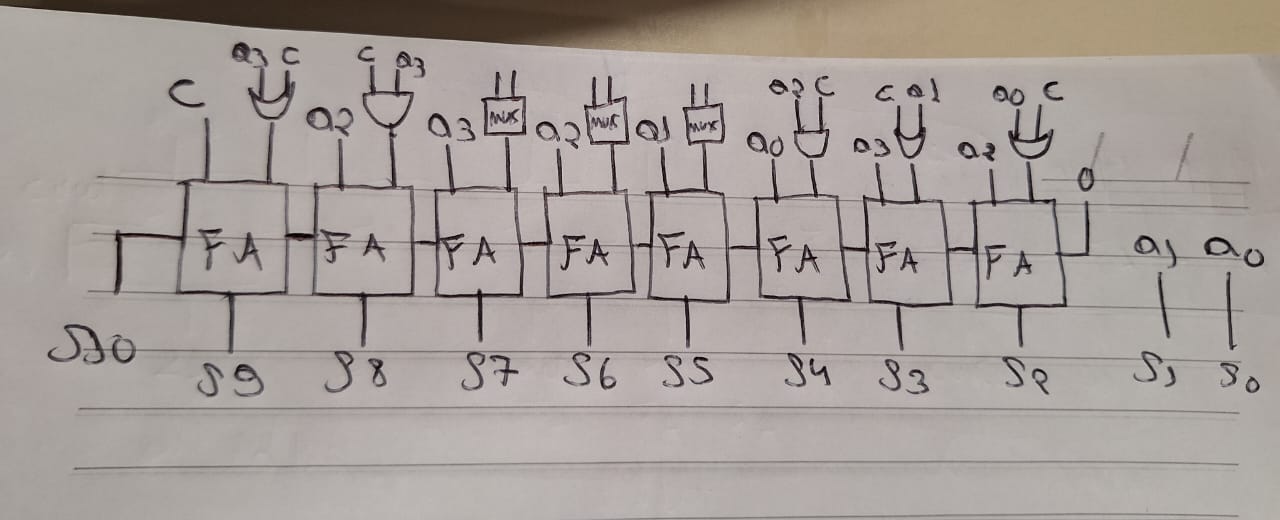 a3 C C a3
C a2 a3 mux a2 mux a1 mux a0 a2 C a3 C a1 a2 a0 C
0
FA FA FA FA FA FA FA FA a1 a0
S10 S9 S8 S7 S6 S5 S4 S3 S2 S1 S0